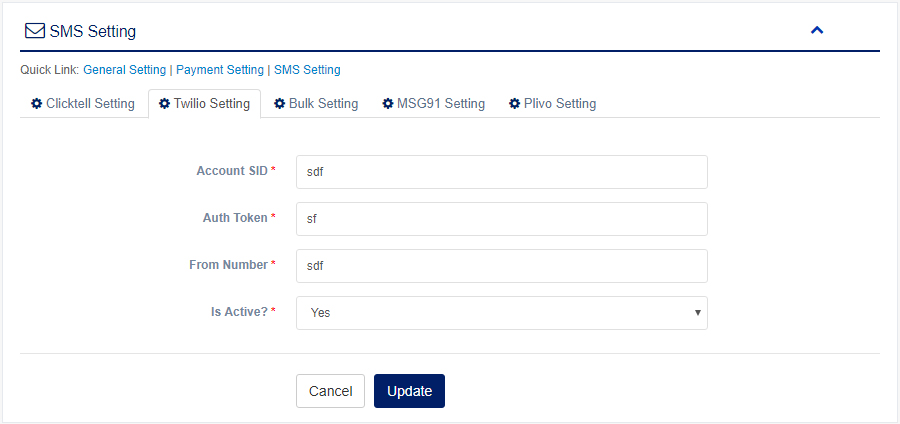 SMS Setting
Quick Link: General Setting | Payment Setting | SMS Setting
Clicktell Setting Twilio Setting Bulk Setting MSG91 Setting Plivo Setting
Account SID * sdf
Auth Token * sf
From Number * sdf
Is Active? * Yes
Cancel Update